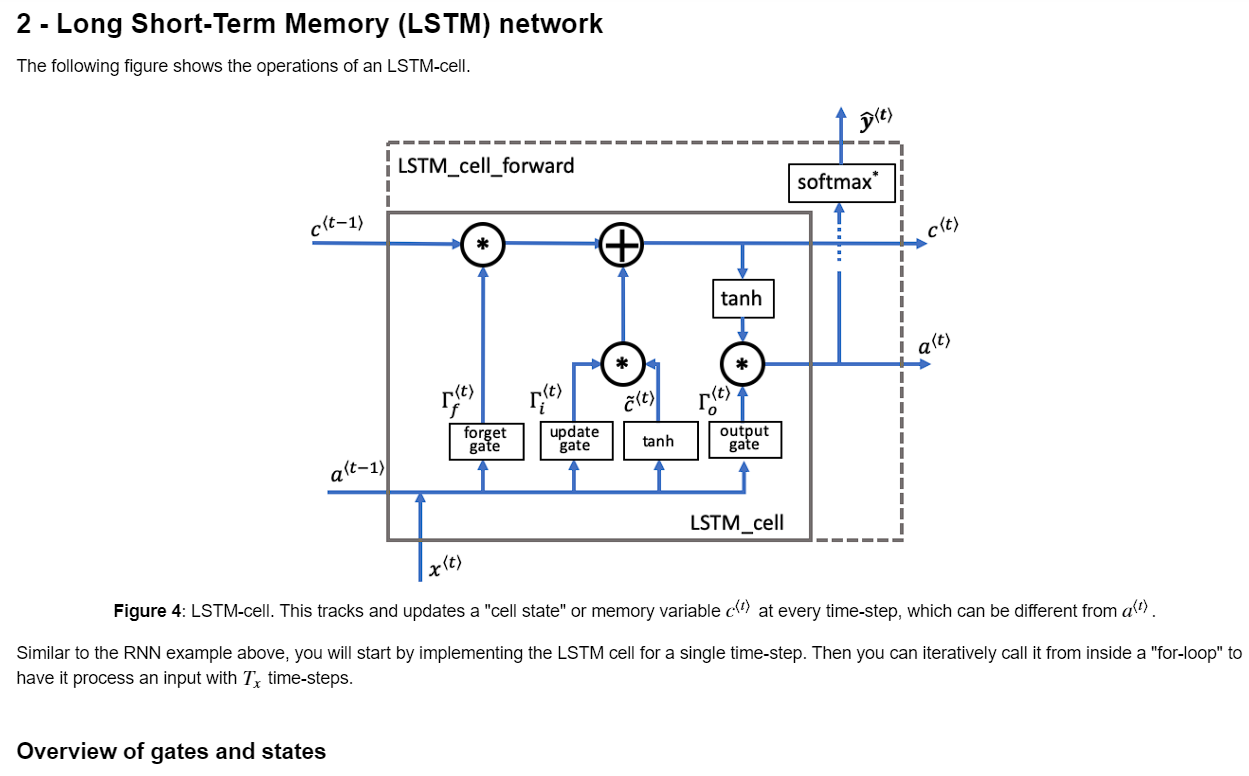 2 - Long Short-Term Memory (LSTM) network
The following figure shows the operations of an LSTM-cell.
ŷ⟨t⟩
LSTM_cell_forward
softmax*
c⟨t−1⟩
*
+
c⟨t⟩
tanh
a⟨t⟩
*
*
Γf⟨t⟩
Γi⟨t⟩
c̃⟨t⟩
Γo⟨t⟩
forget
gate
update
gate
tanh
output
gate
a⟨t−1⟩
LSTM_cell
x⟨t⟩
Figure 4: LSTM-cell. This tracks and updates a "cell state" or memory variable c⟨t⟩ at every time-step, which can be different from a⟨t⟩.
Similar to the RNN example above, you will start by implementing the LSTM cell for a single time-step. Then you can iteratively call it from inside a "for-loop" to
have it process an input with Tx time-steps.
Overview of gates and states